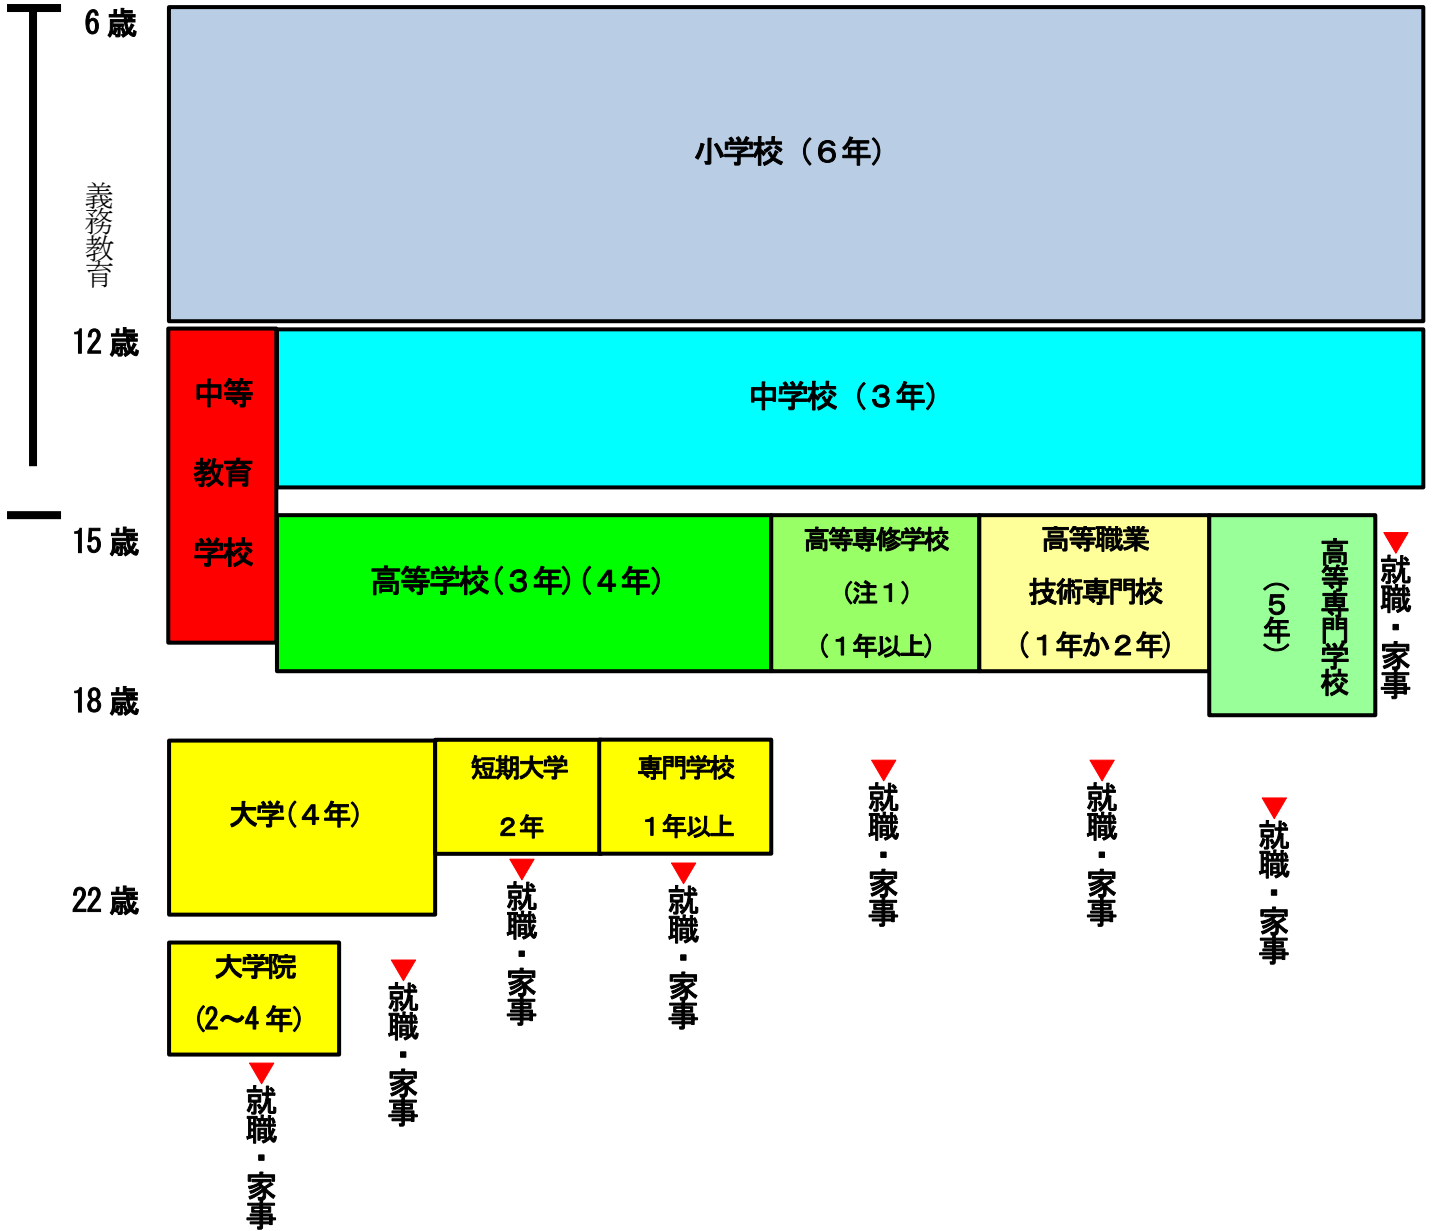 6歳
小学校（６年）
義務教育
12歳
中等
教育
学校
中学校（３年）
15歳
高等学校（３年）（４年）
高等専修学校
（注１）
（１年以上）
高等職業
技術専門校
（１年か２年）
高等専門学校
（５年）
就職・家事
18歳
大学（４年）
短期大学
２年
専門学校
１年以上
就職・家事
就職・家事
就職・家事
22歳
就職・家事
就職・家事
大学院
(2～4年)
就職・家事
就職・家事